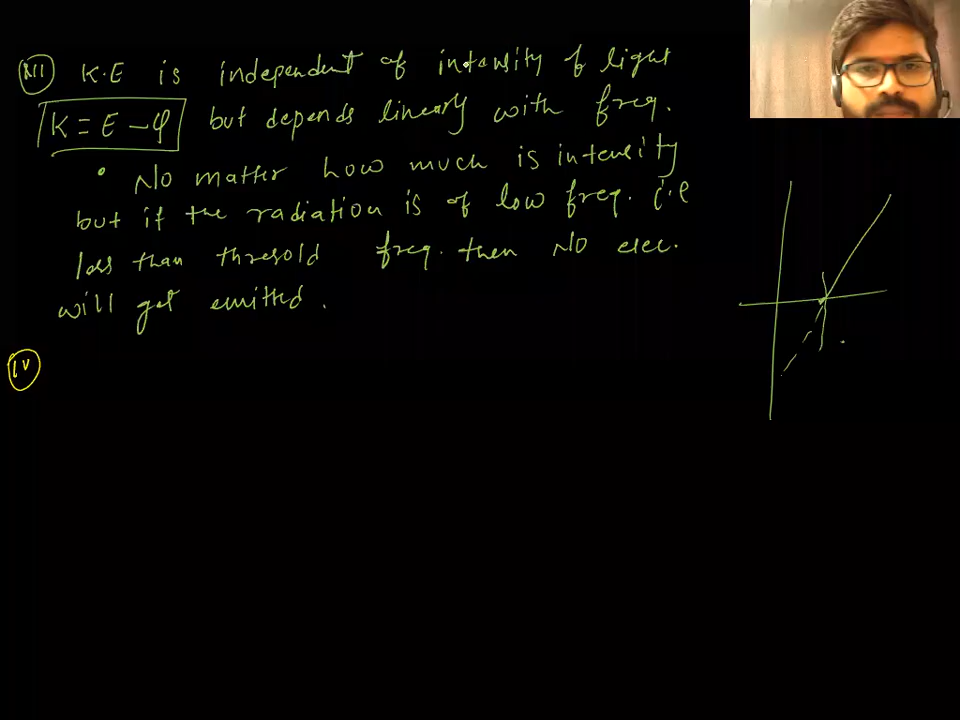 (III) K.E is independent of intensity of light
K = E - φ but depends linearly with freq.
• No matter how much is intensity
but if the radiation is of low freq. i.e
less than thresold freq. then NO elec.
will get emitted.
(IV)